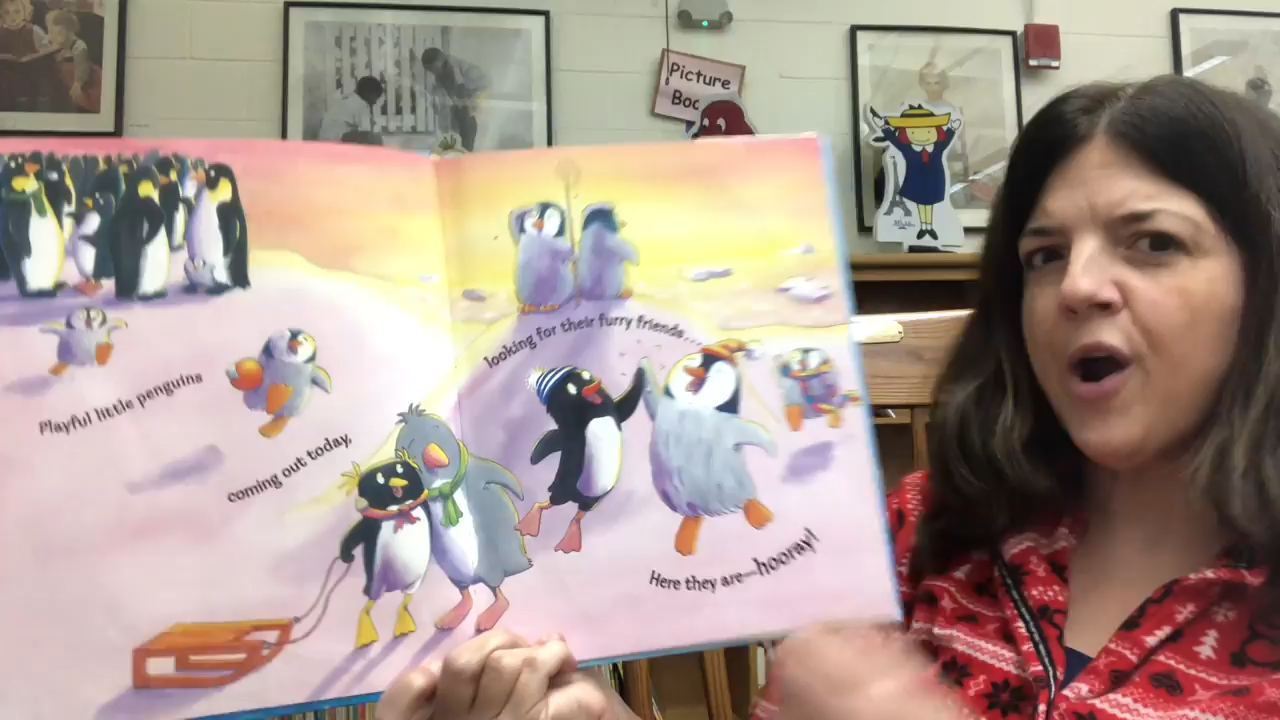 Picture
Boo
Playful little penguins
coming out today,
looking for their furry friends...
Here they are—hooray!